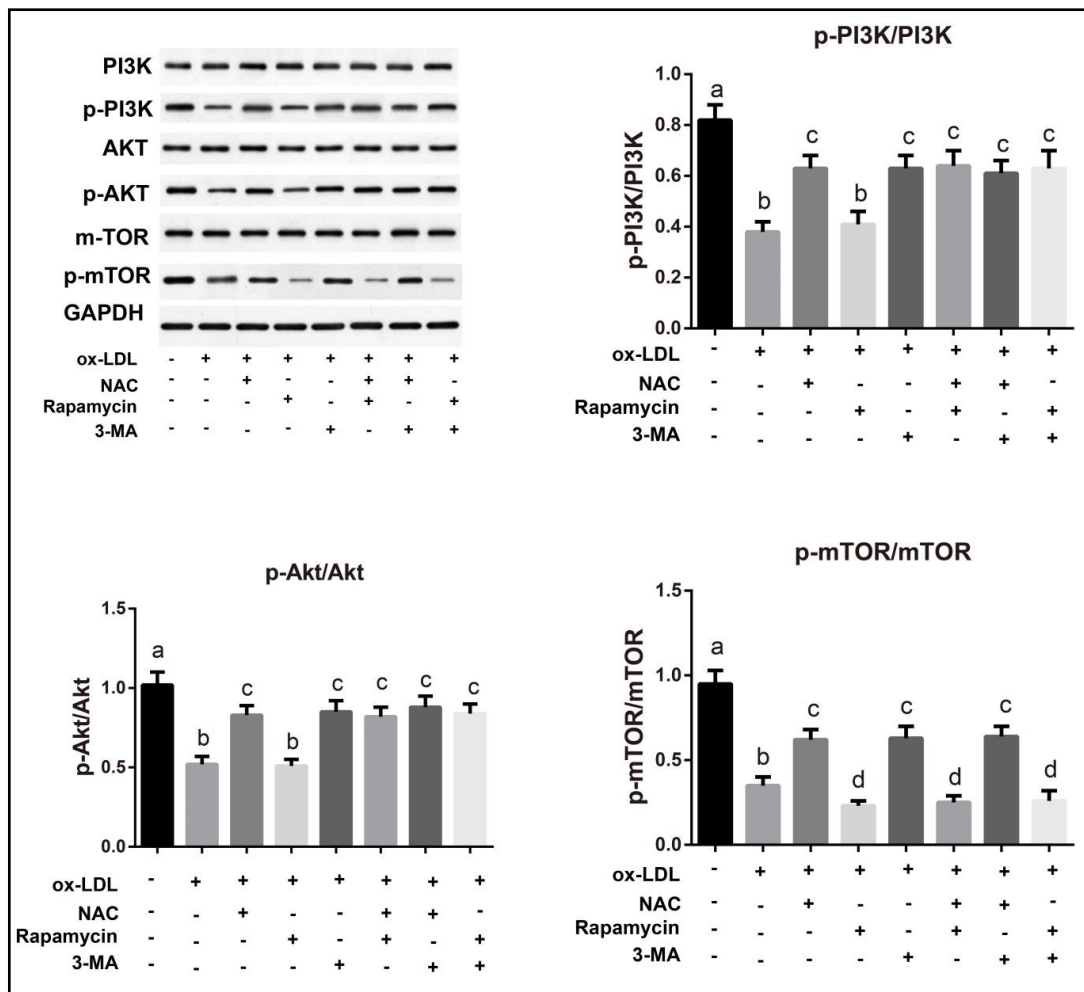 PI3K
p-PI3K
AKT
p-AKT
m-TOR
p-mTOR
GAPDH
ox-LDL - + + + + + + +
NAC - - + - - + + -
Rapamycin - - - + - + - +
3-MA - - - - + - + +
p-PI3K/PI3K
p-PI3K/PI3K
1.0
0.8
0.6
0.4
0.2
0.0
a
b
c
b
c
c
c
c
ox-LDL - + + + + + + +
NAC - - + - - + + -
Rapamycin - - - + - + - +
3-MA - - - - + - + +
p-Akt/Akt
p-Akt/Akt
1.5
1.0
0.5
0.0
a
b
c
b
c
c
c
c
ox-LDL - + + + + + + +
NAC - - + - - + + -
Rapamycin - - - + - + - +
3-MA - - - - + - + +
p-mTOR/mTOR
p-mTOR/mTOR
1.5
1.0
0.5
0.0
a
b
c
d
c
d
c
d
ox-LDL - + + + + + + +
NAC - - + - - + + -
Rapamycin - - - + - + - +
3-MA - - - - + - + +